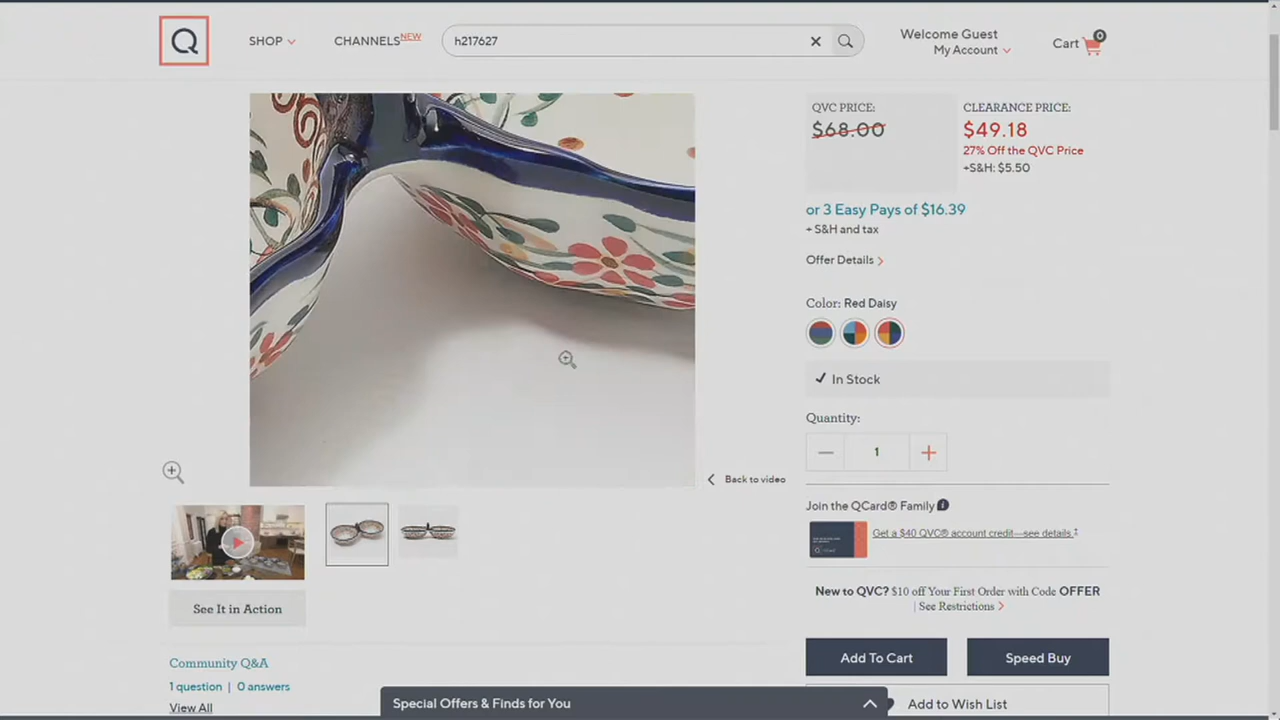 Q
SHOP
CHANNELS NEW
h217627
Welcome Guest
My Account
Cart 0
QVC PRICE:
$68.00
CLEARANCE PRICE:
$49.18
27% Off the QVC Price
+S&H: $5.50
or 3 Easy Pays of $16.39
+ S&H and tax
Offer Details
Color: Red Daisy
In Stock
Quantity:
1
Back to video
Join the QCard® Family
Get a $40 QVC® account credit—see details.‡
See It in Action
New to QVC? $10 off Your First Order with Code OFFER
| See Restrictions
Add To Cart
Speed Buy
Community Q&A
1 question | 0 answers
View All
Special Offers & Finds for You
Add to Wish List